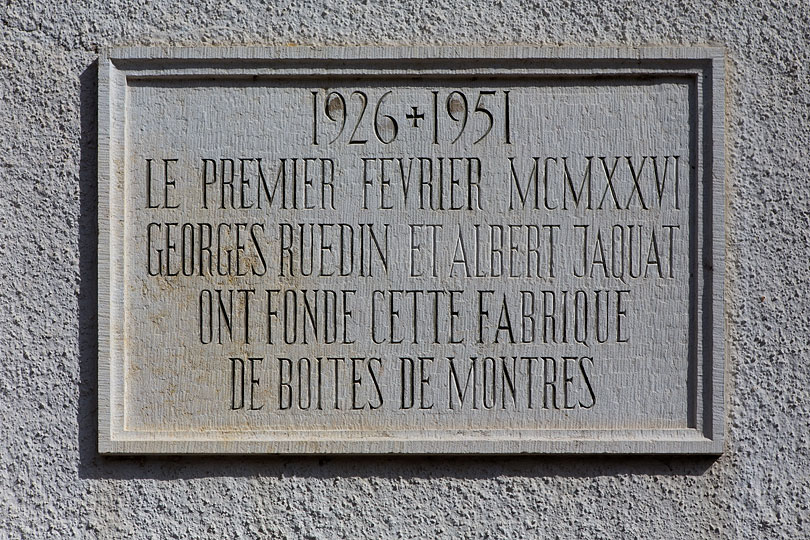 1926+1951
LE PREMIER FEVRIER MCMXXVI
GEORGES RUEDIN ET ALBERT JAQUAT
ONT FONDE CETTE FABRIQUE
DE BOITES DE MONTRES